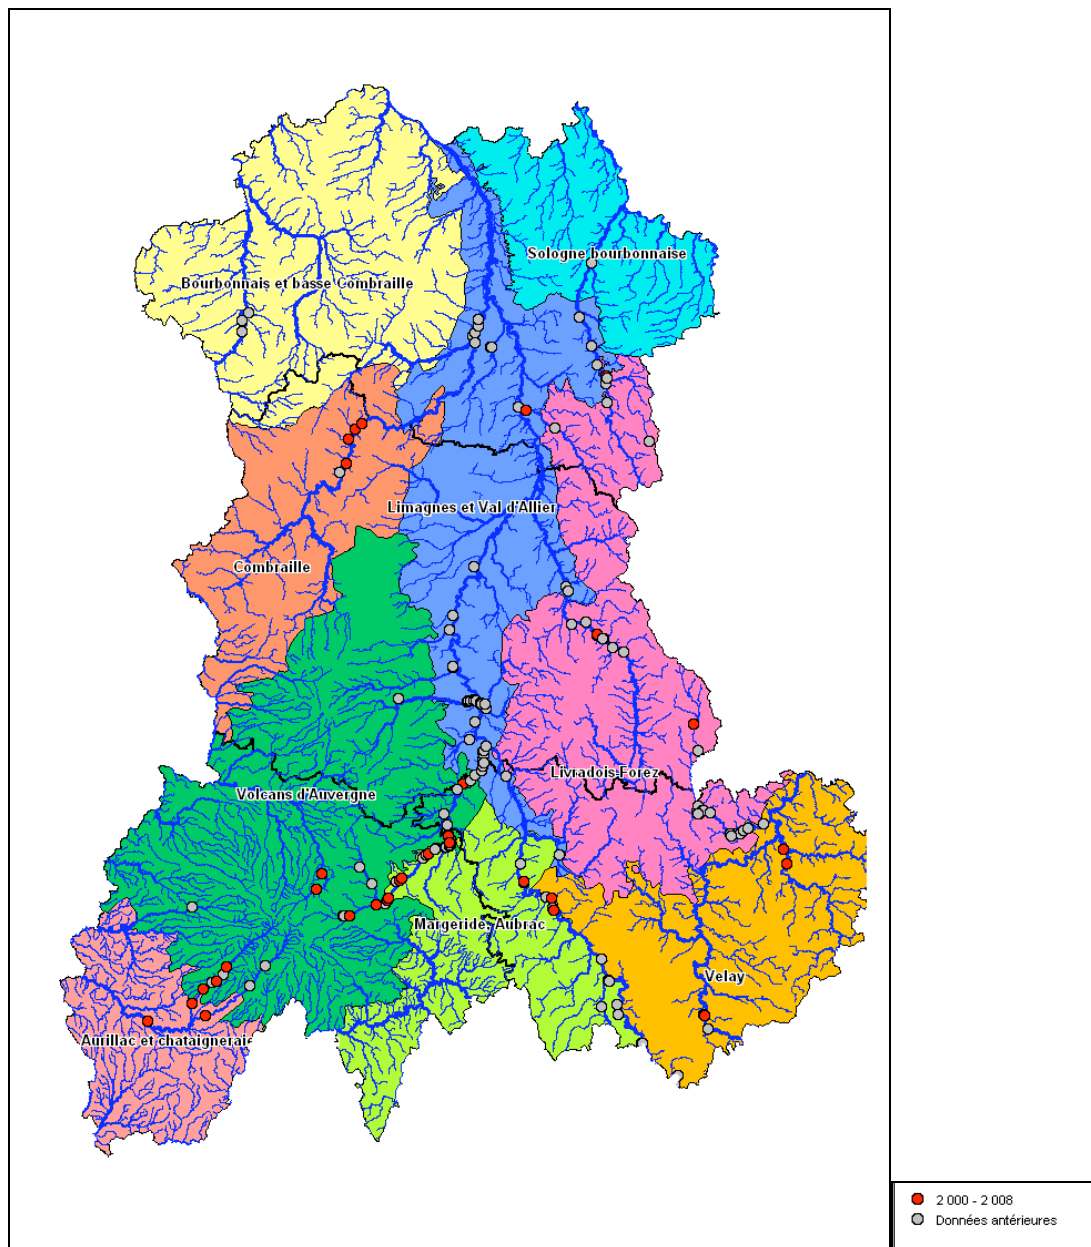 Sologne bourbonnaise
Bourbonnais et basse Combraille
Limagnes et Val d'Allier
Combraille
Livradois-Forez
Volcans d'Auvergne
Margeride, Aubrac
Velay
Aurillac et chataignerai
2 000 - 2 008
Données antérieures